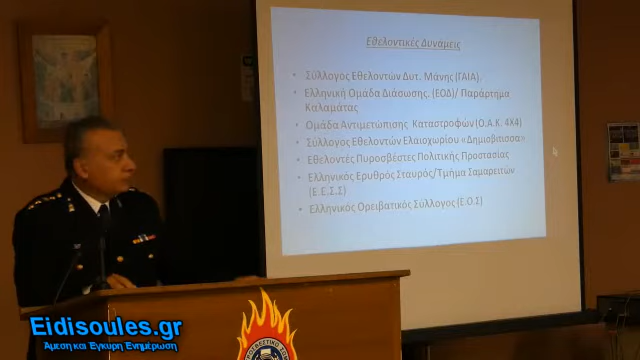 Εθελοντικές Δυνάμεις
• Σύλλογος Εθελοντών Δυτ. Μάνης (ΓΑΙΑ).
• Ελληνική Ομάδα Διάσωσης. (ΕΟΔ)/ Παράρτημα
Καλαμάτας
• Ομάδα Αντιμετώπισης Καταστροφών (Ο.Α.Κ. 4Χ4)
• Σύλλογος Εθελοντών Ελαιοχωρίου «Δημιοβίτισσα»
• Εθελοντές Πυροσβέστες Πολιτικής Προστασίας
• Ελληνικός Ερυθρός Σταυρός/Τμήμα Σαμαρειτών
(Ε.Ε.Σ.Σ)
• Ελληνικός Ορειβατικός Σύλλογος (Ε.Ο.Σ)
Eidisoules.gr
Άμεση και Έγκυρη Ενημέρωση